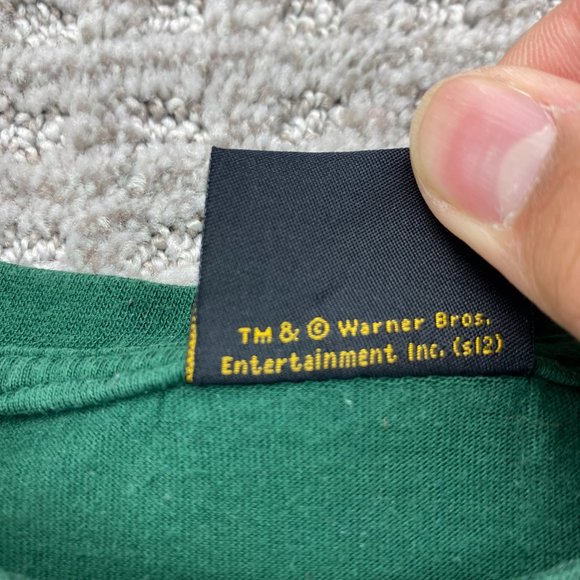 TM & © Warner Bros.
Entertainment Inc. (s12)